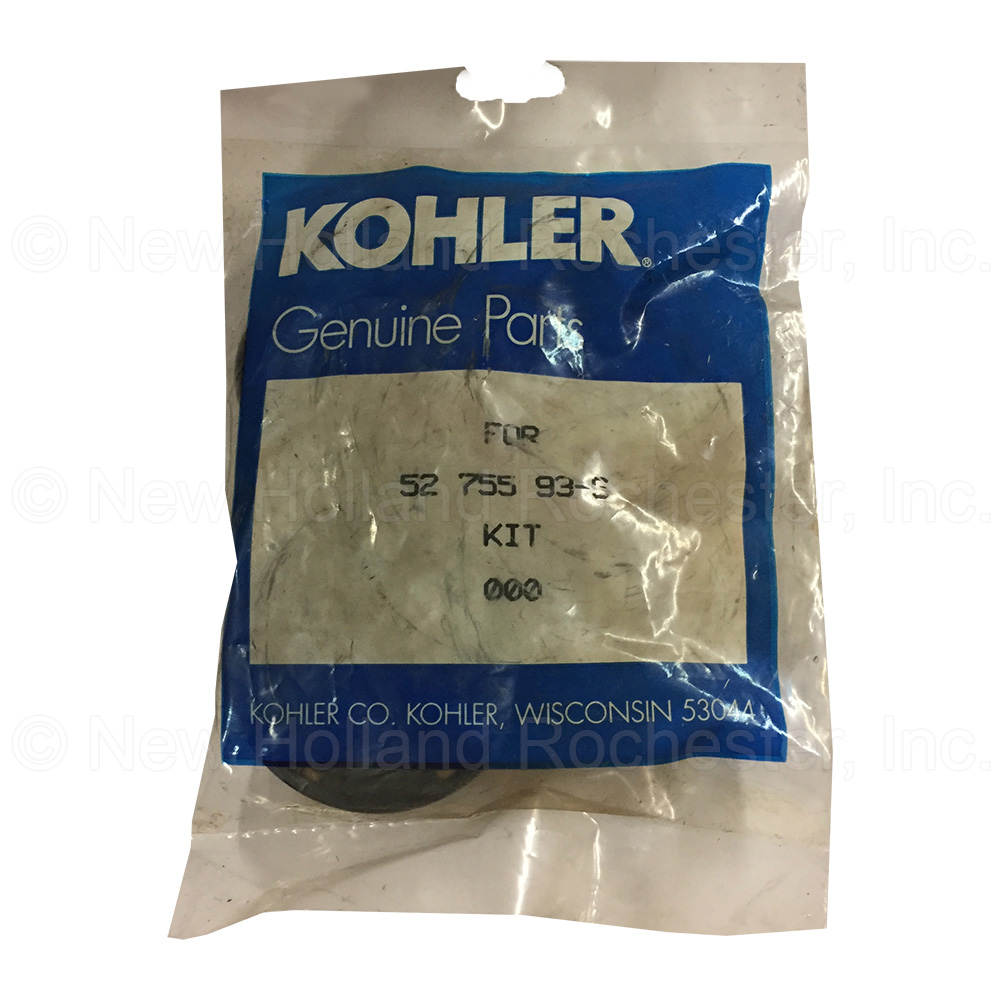 KOHLER®
Genuine Parts
© New Holland Rochester, Inc.
FOR
52 755 93-S
© New Holland Rochester, Inc.
KIT
000
KOHLER CO. KOHLER, WISCONSIN 53044
© New Holland Rochester, Inc.